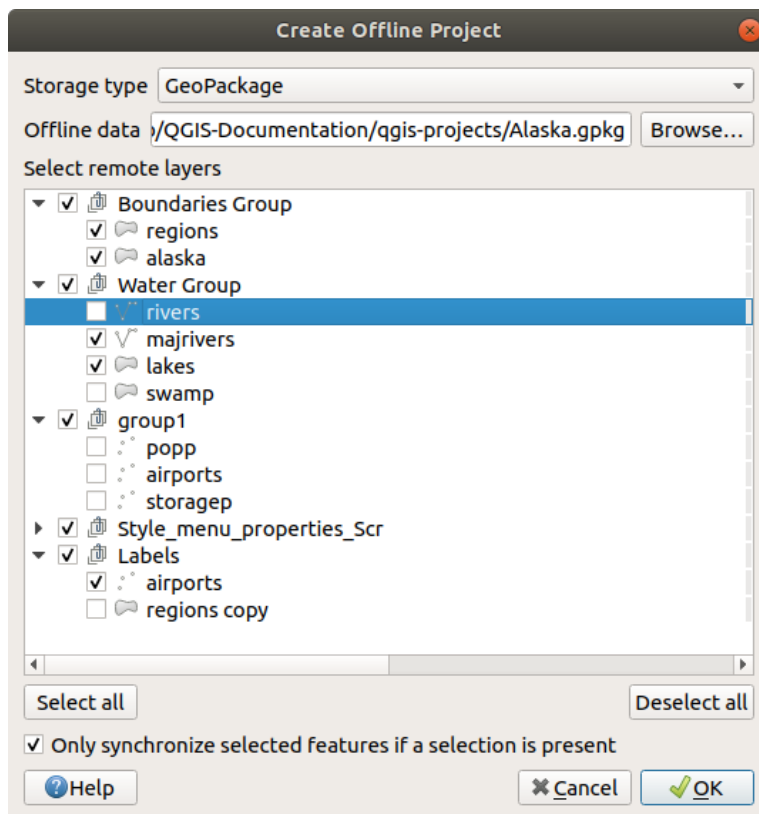 Create Offline Project
Storage type GeoPackage
Offline data /QGIS-Documentation/qgis-projects/Alaska.gpkg Browse...
Select remote layers
Boundaries Group
regions
alaska
Water Group
rivers
majrivers
lakes
swamp
group1
popp
airports
storagep
Style_menu_properties_Scr
Labels
airports
regions copy
Select all Deselect all
Only synchronize selected features if a selection is present
Help Cancel OK